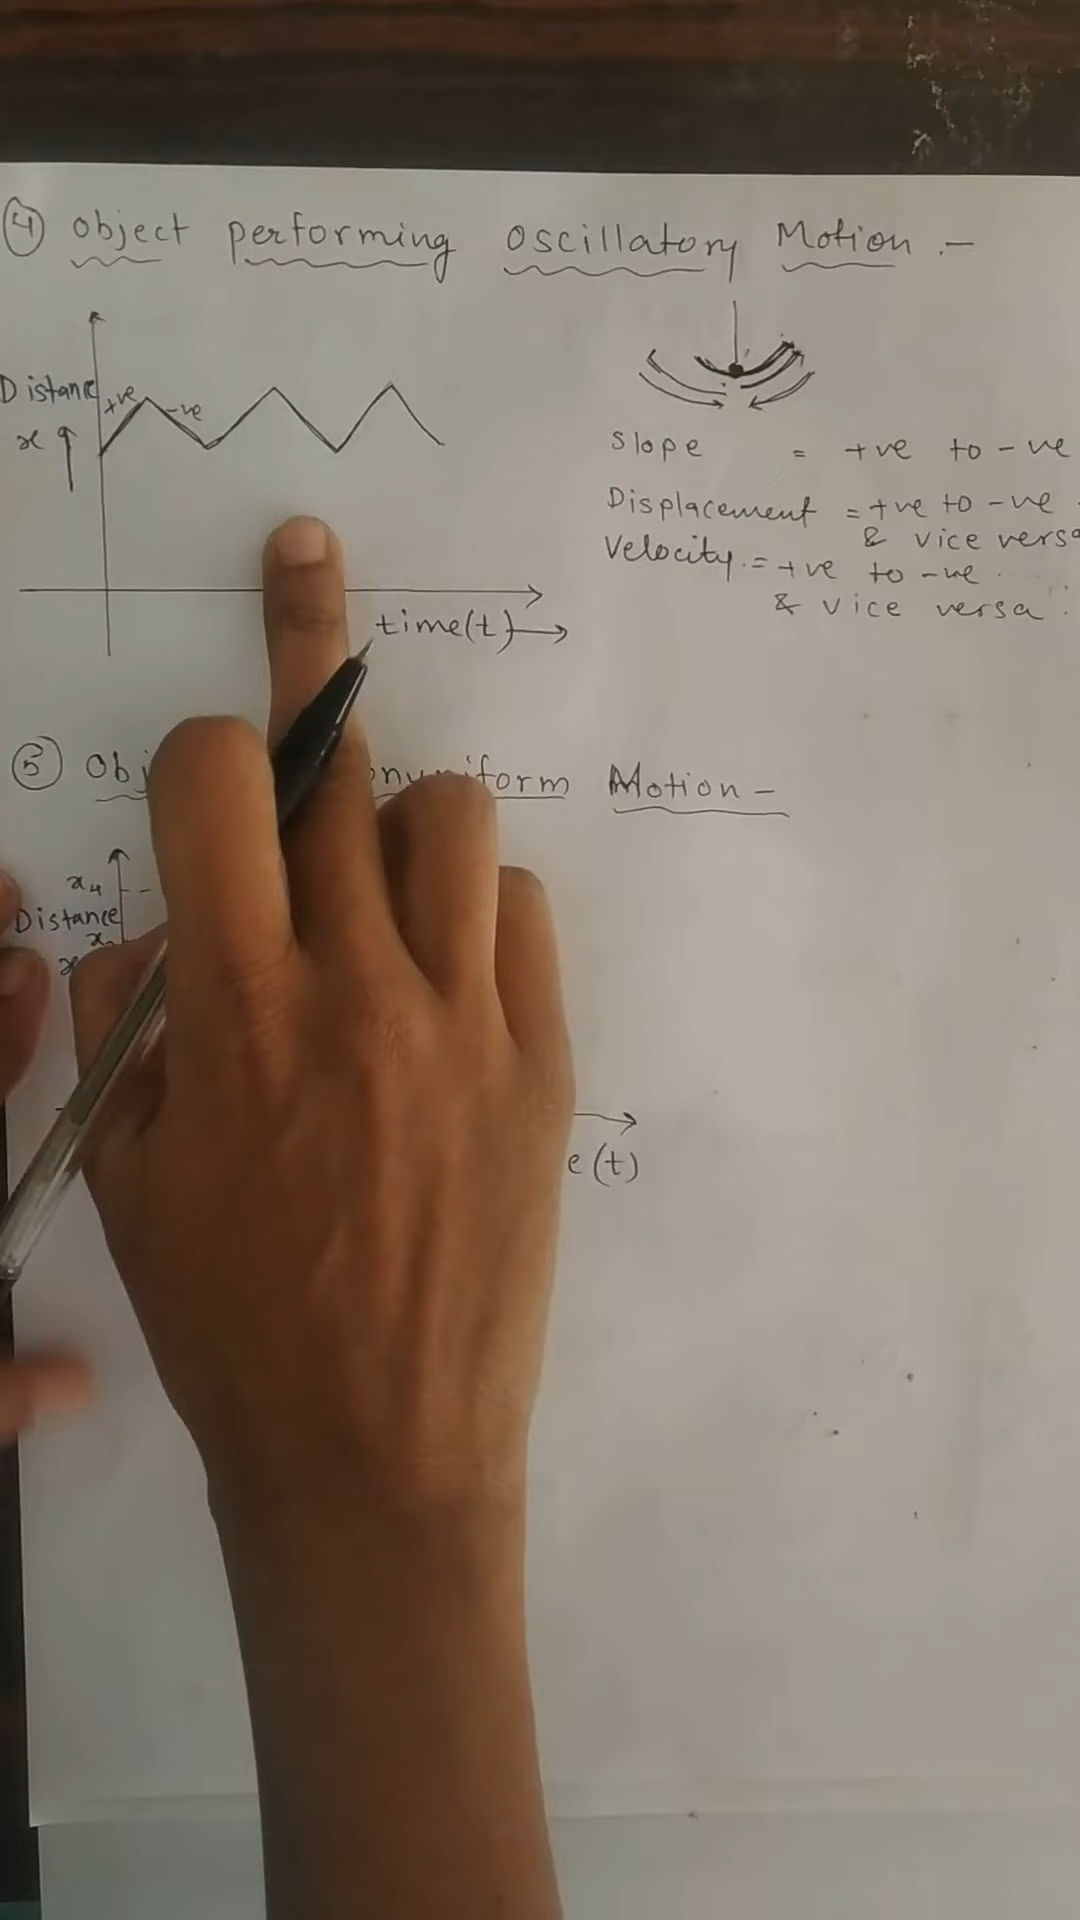 ④ Object performing Oscillatory Motion :-
Distance
x
+ve
-ve
time(t)
Slope = +ve to -ve
Displacement = +ve to -ve
& vice versa
Velocity = +ve to -ve
& vice versa
⑤ Motion -
x₄
Distance
(t)